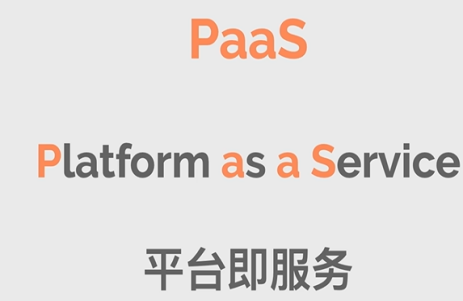 PaaS
Platform as a Service
平台即服务